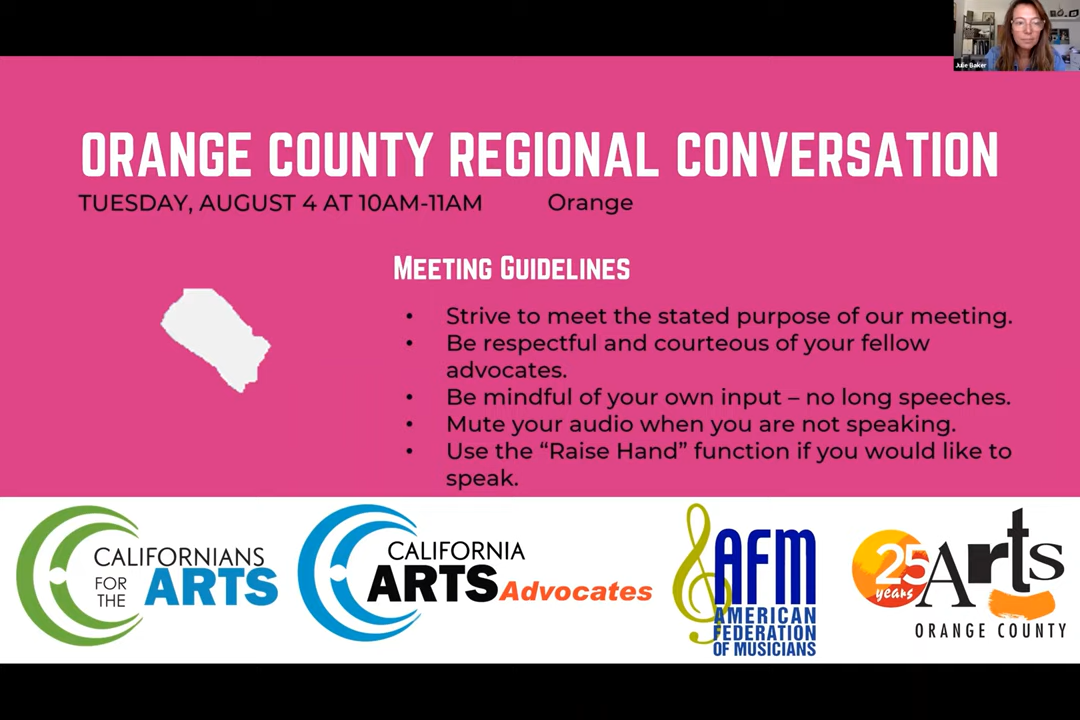 Julie Baker
ORANGE COUNTY REGIONAL CONVERSATION
TUESDAY, AUGUST 4 AT 10AM-11AM Orange
MEETING GUIDELINES
• Strive to meet the stated purpose of our meeting.
• Be respectful and courteous of your fellow
advocates.
• Be mindful of your own input – no long speeches.
• Mute your audio when you are not speaking.
• Use the “Raise Hand” function if you would like to
speak.
CALIFORNIANS
FOR
THE
ARTS
CALIFORNIA
ARTS Advocates
AFM
AMERICAN
FEDERATION
OF MUSICIANS
25
years
Arts
ORANGE COUNTY